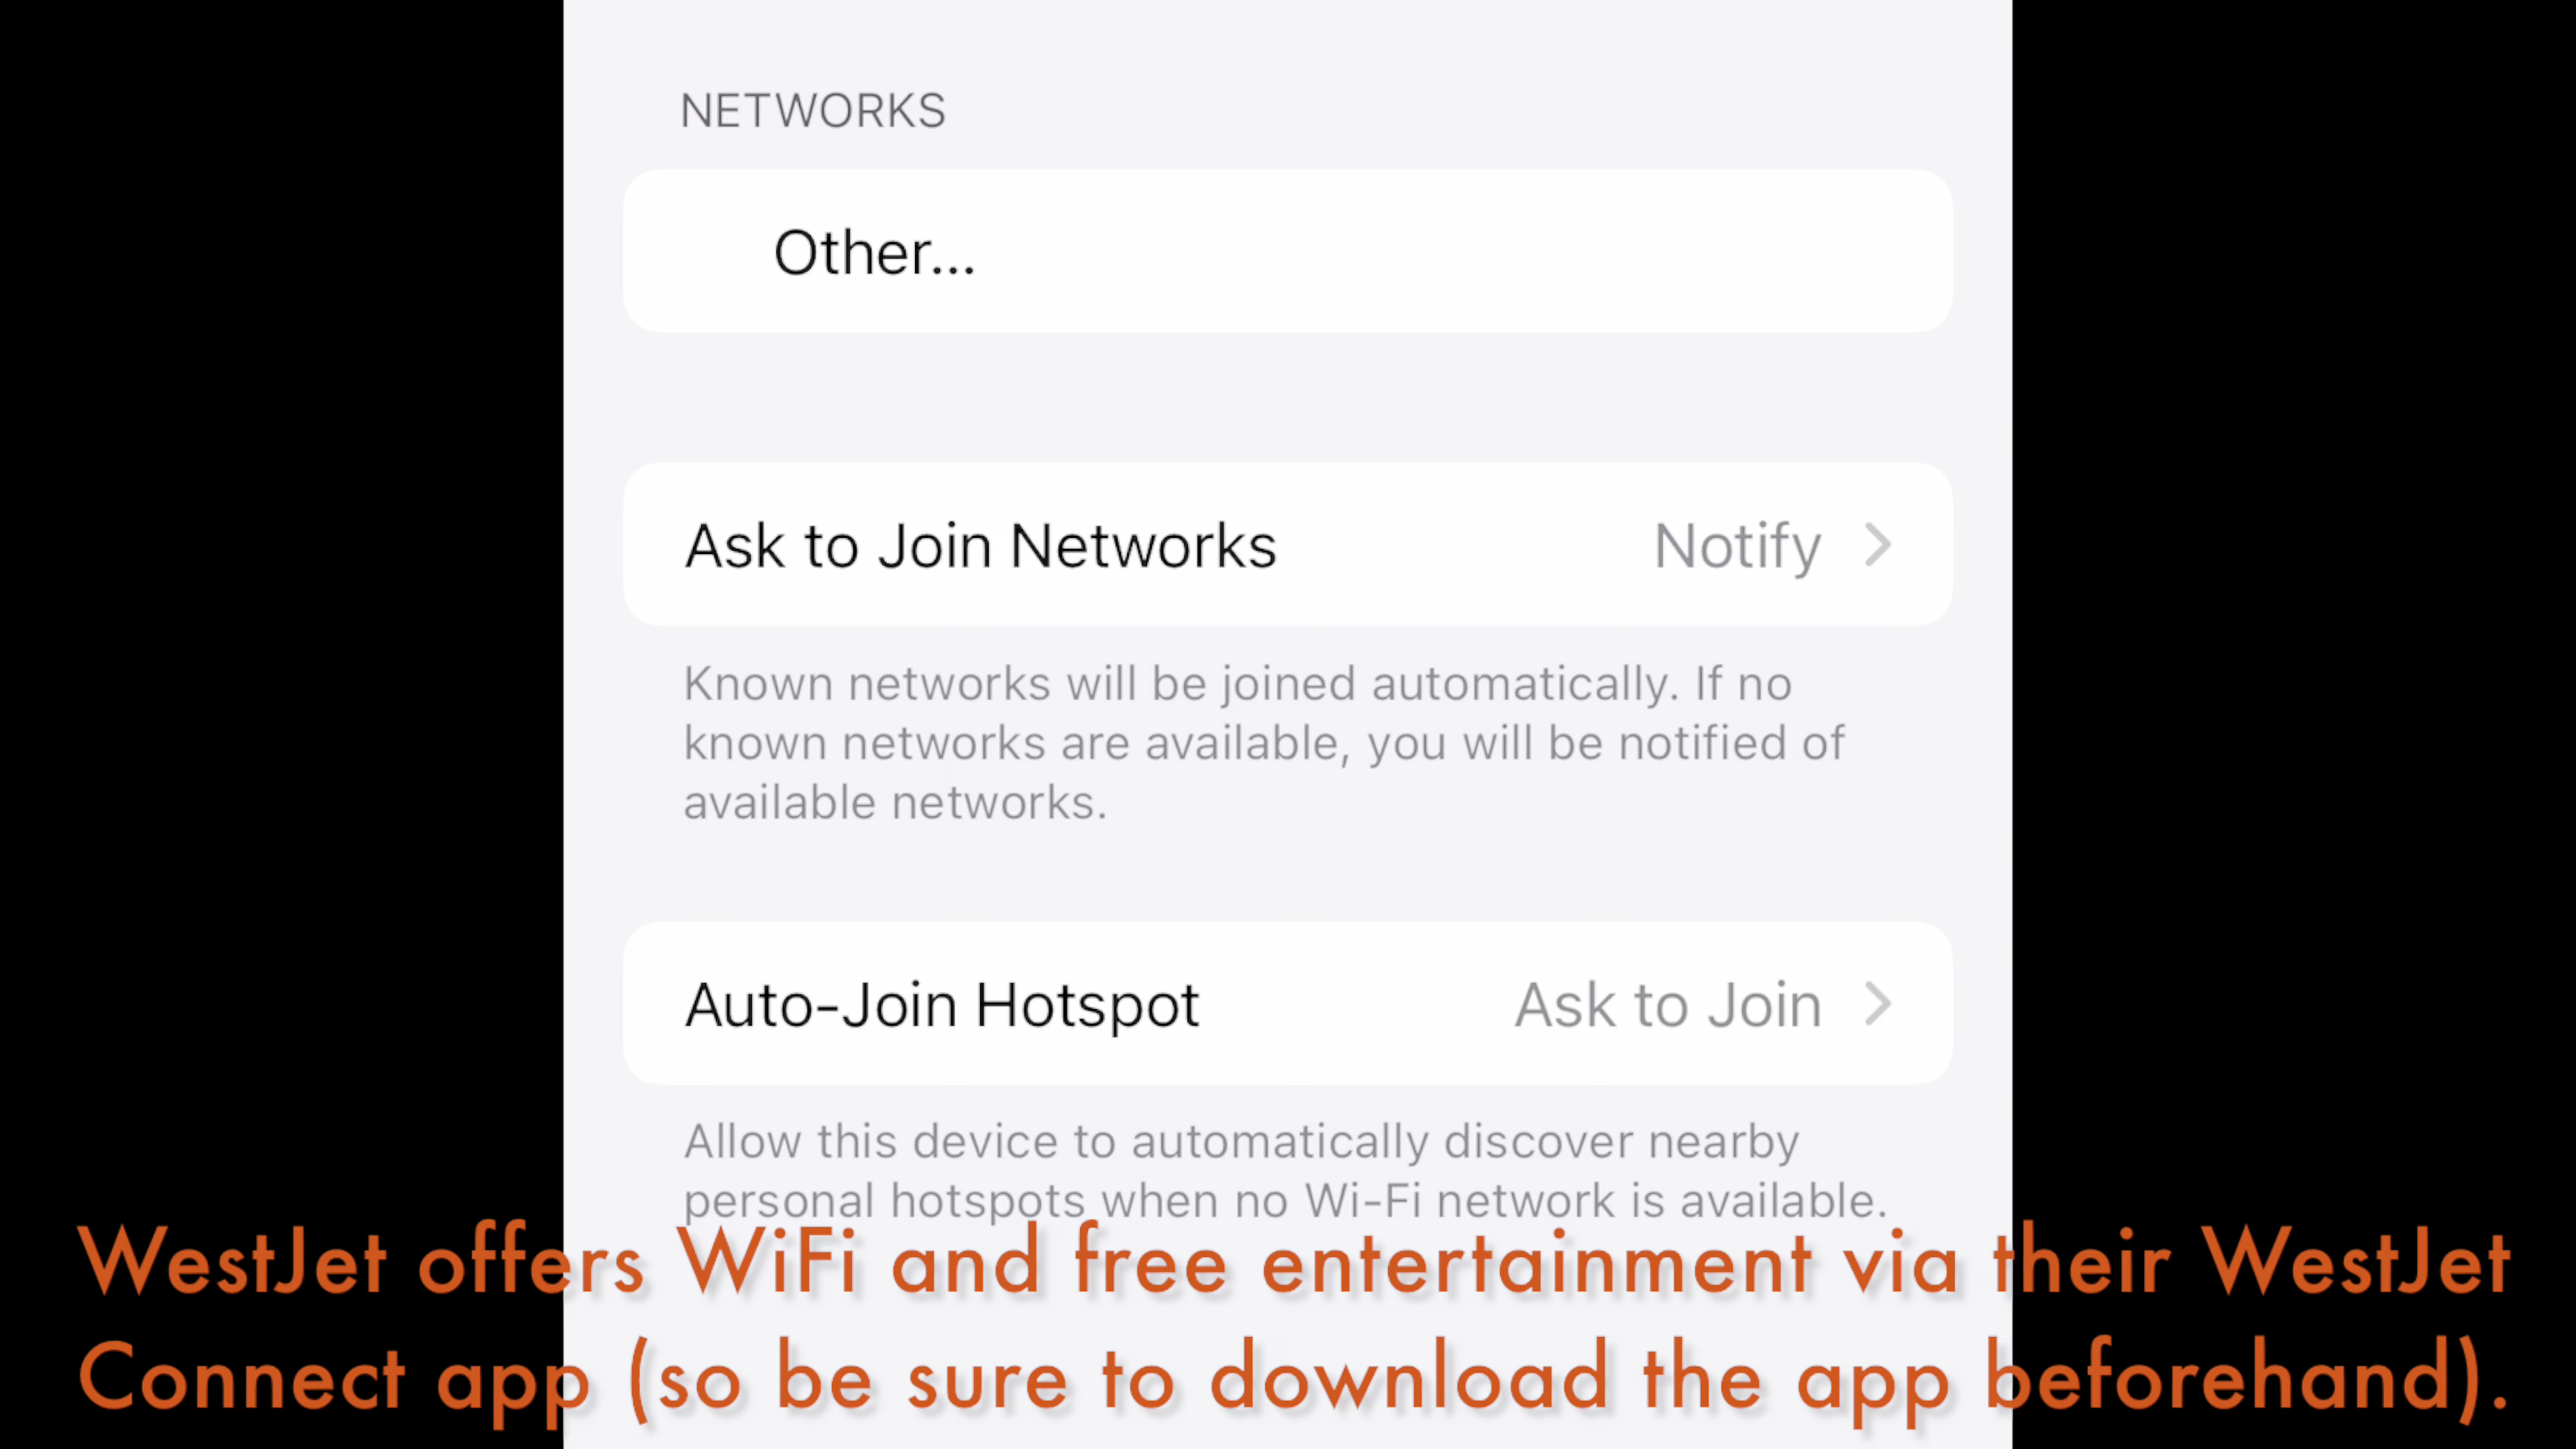 NETWORKS
Other...
Ask to Join Networks Notify
Known networks will be joined automatically. If no
known networks are available, you will be notified of
available networks.
Auto-Join Hotspot Ask to Join
Allow this device to automatically discover nearby
personal hotspots when no Wi-Fi network is available.
WestJet offers WiFi and free entertainment via their WestJet
Connect app (so be sure to download the app beforehand).